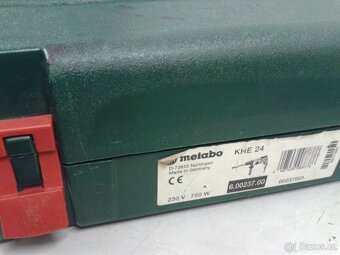 metabo KHE 24
D-72622 Nürtingen
Made in Germany
CE 6.00237.00
230 V 750 W 00237001